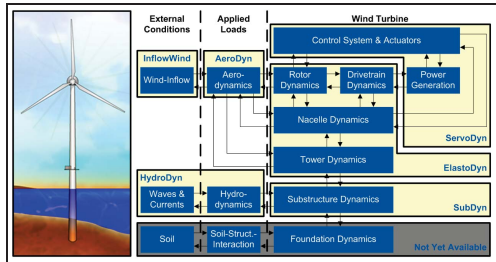 External
Conditions
Applied
Loads
Wind Turbine
Control System & Actuators
InflowWind
AeroDyn
Wind-Inflow
Aero-
dynamics
Rotor
Dynamics
Drivetrain
Dynamics
Power
Generation
Nacelle Dynamics
ServoDyn
Tower Dynamics
ElastoDyn
HydroDyn
Waves &
Currents
Hydro-
dynamics
Substructure Dynamics
SubDyn
Soil
Soil-Struct.-
Interaction
Foundation Dynamics
Not Yet Available